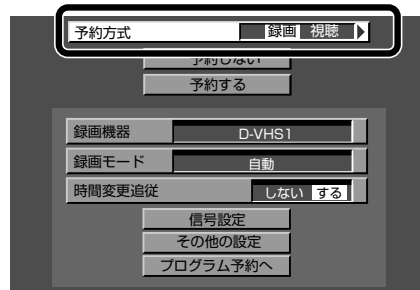 予約方式 録画 視聴
予約しない
予約する
録画機器 D-VHS1
録画モード 自動
時間変更追従 しない する
信号設定
その他の設定
プログラム予約へ